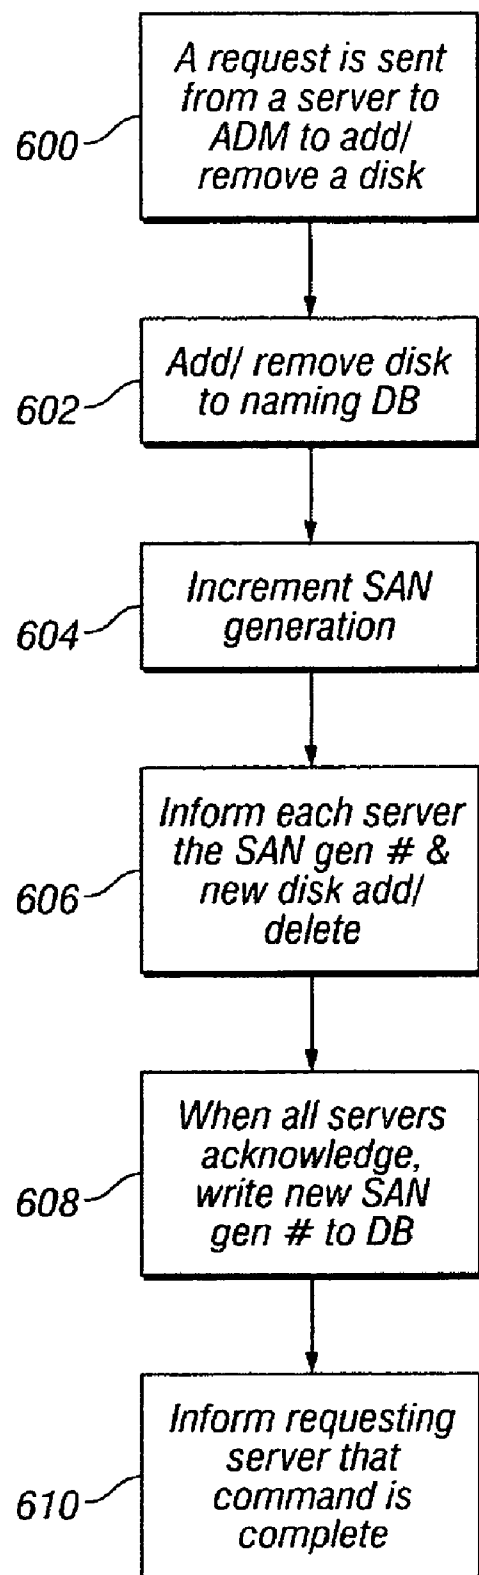 A request is sent
from a server to
ADM to add/
remove a disk
600
Add/ remove disk
to naming DB
602
Increment SAN
generation
604
Inform each server
the SAN gen # &
new disk add/
delete
606
When all servers
acknowledge,
write new SAN
gen # to DB
608
Inform requesting
server that
command is
complete
610